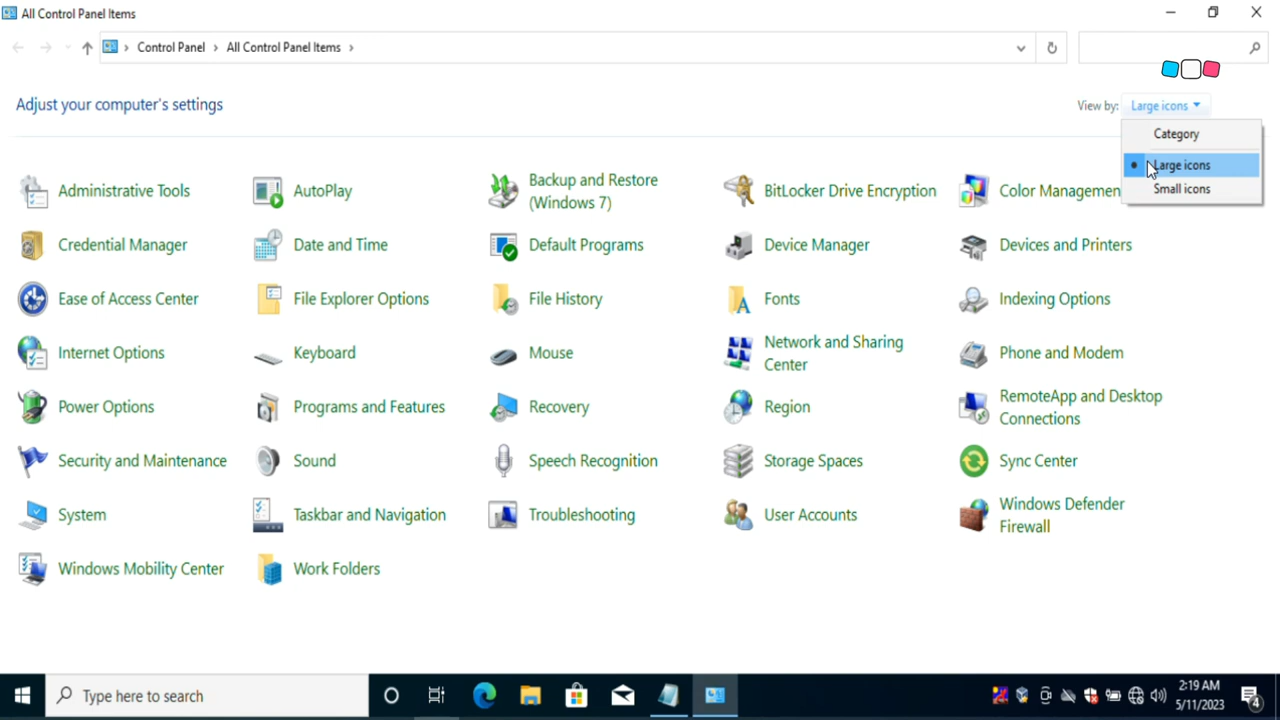 All Control Panel Items
Control Panel › All Control Panel Items ›
Adjust your computer's settings
View by: Large icons
Category
Large icons
Small icons
Administrative Tools
AutoPlay
Backup and Restore
(Windows 7)
BitLocker Drive Encryption
Color Managemen
Credential Manager
Date and Time
Default Programs
Device Manager
Devices and Printers
Ease of Access Center
File Explorer Options
File History
Fonts
Indexing Options
Internet Options
Keyboard
Mouse
Network and Sharing
Center
Phone and Modem
Power Options
Programs and Features
Recovery
Region
RemoteApp and Desktop
Connections
Security and Maintenance
Sound
Speech Recognition
Storage Spaces
Sync Center
System
Taskbar and Navigation
Troubleshooting
User Accounts
Windows Defender
Firewall
Windows Mobility Center
Work Folders
Type here to search
2:19 AM
5/11/2023
4